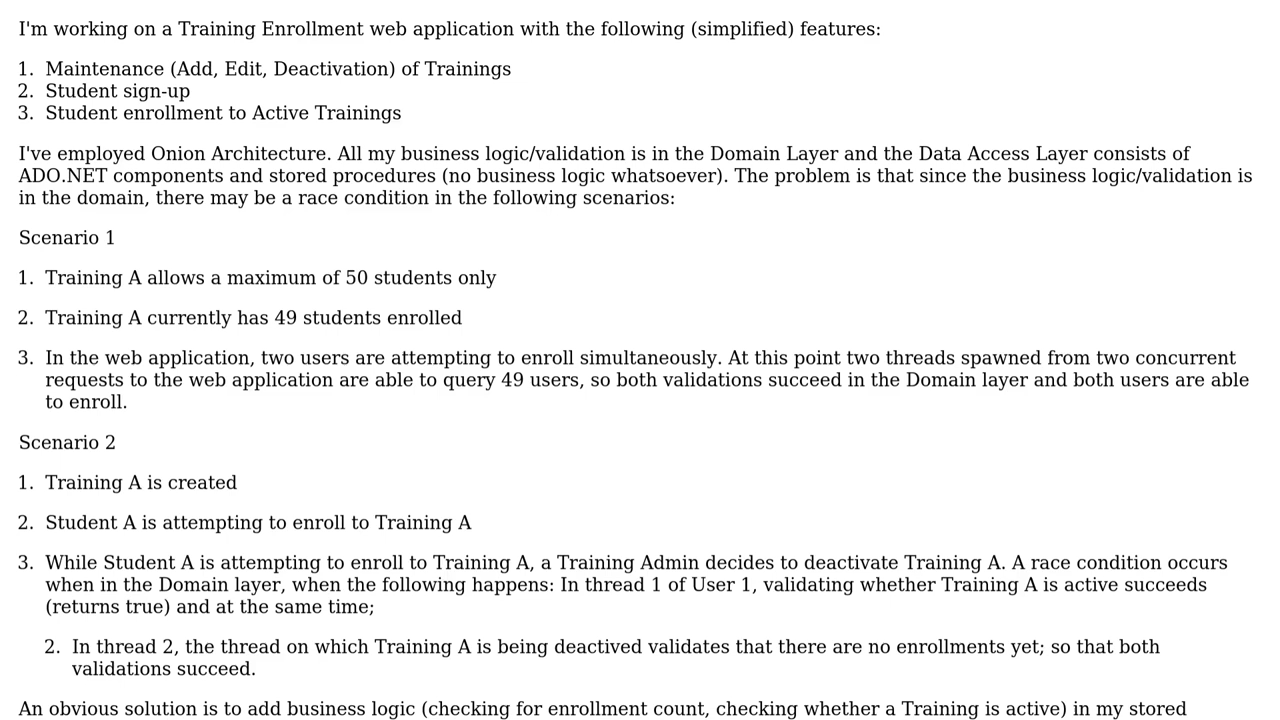 I'm working on a Training Enrollment web application with the following (simplified) features:
1. Maintenance (Add, Edit, Deactivation) of Trainings
2. Student sign-up
3. Student enrollment to Active Trainings
I've employed Onion Architecture. All my business logic/validation is in the Domain Layer and the Data Access Layer consists of
ADO.NET components and stored procedures (no business logic whatsoever). The problem is that since the business logic/validation is
in the domain, there may be a race condition in the following scenarios:
Scenario 1
1. Training A allows a maximum of 50 students only
2. Training A currently has 49 students enrolled
3. In the web application, two users are attempting to enroll simultaneously. At this point two threads spawned from two concurrent
requests to the web application are able to query 49 users, so both validations succeed in the Domain layer and both users are able
to enroll.
Scenario 2
1. Training A is created
2. Student A is attempting to enroll to Training A
3. While Student A is attempting to enroll to Training A, a Training Admin decides to deactivate Training A. A race condition occurs
when in the Domain layer, when the following happens: In thread 1 of User 1, validating whether Training A is active succeeds
(returns true) and at the same time;
2. In thread 2, the thread on which Training A is being deactived validates that there are no enrollments yet; so that both
validations succeed.
An obvious solution is to add business logic (checking for enrollment count, checking whether a Training is active) in my stored